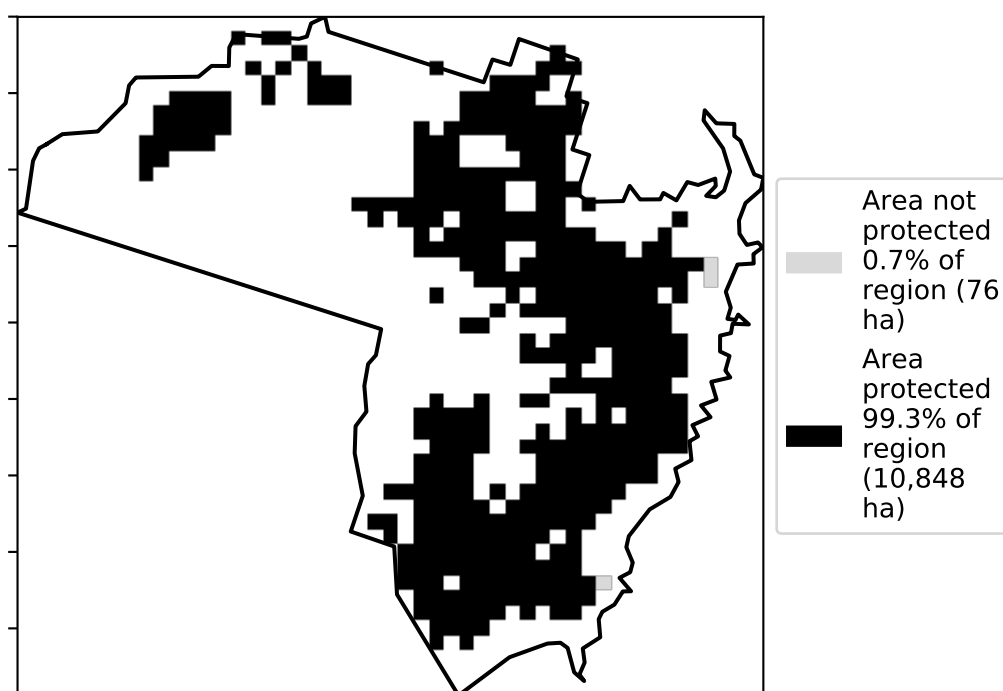 Area not
protected
0.7% of
region (76
ha)
Area
protected
99.3% of
region
(10,848
ha)